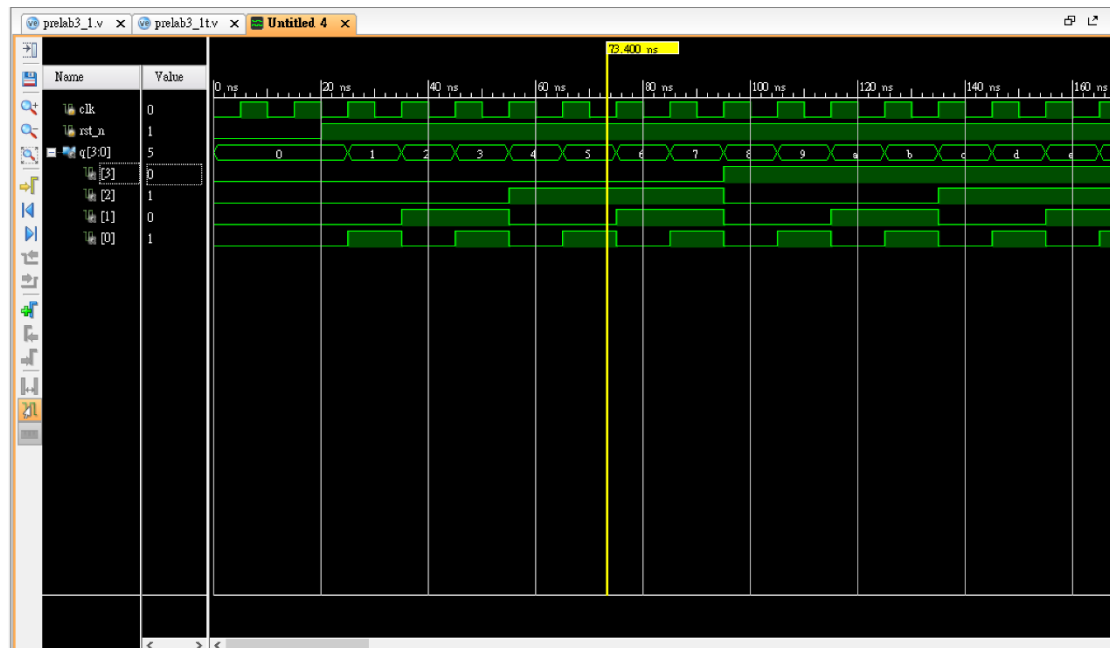 prelab3_1.v prelab3_1t.v Untitled 4
73.400 ns
Name Value
0 ns 20 ns 40 ns 60 ns 80 ns 100 ns 120 ns 140 ns 160 ns
clk 0
rst_n 1
q[3:0] 5 0 1 2 3 4 5 6 7 8 9 a b c d e
[3] 0
[2] 1
[1] 0
[0] 1